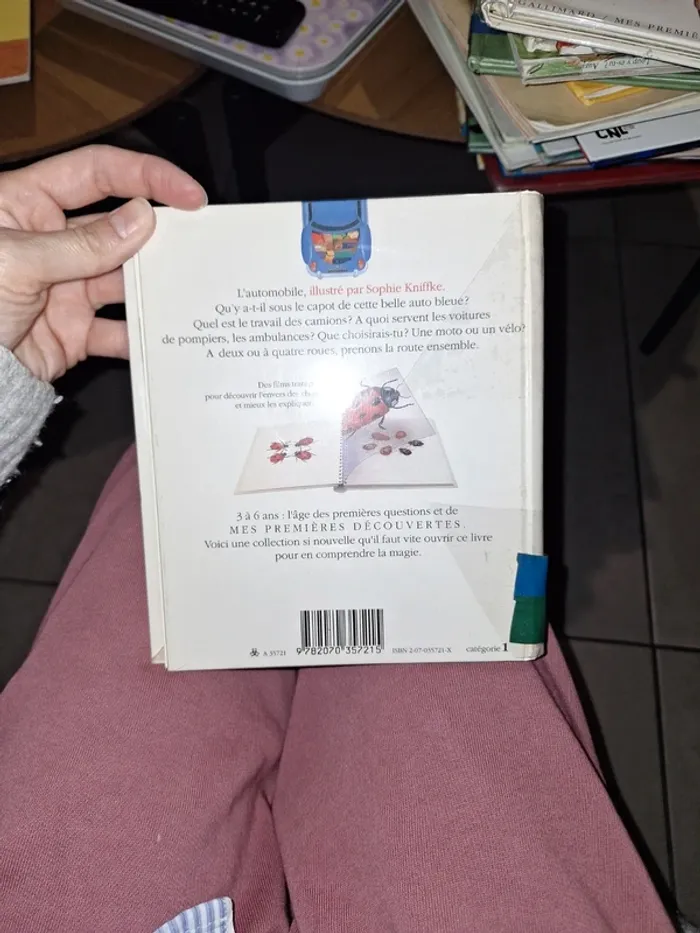 GALLIMARD / MES PREMIÈR
CNL
L'automobile, illustré par Sophie Kniffke.
Qu'y a-t-il sous le capot de cette belle auto bleue?
Quel est le travail des camions? A quoi servent les voitures
de pompiers, les ambulances? Que choisirais-tu? Une moto ou un vélo?
A deux ou à quatre roues, prenons la route ensemble.
Des films
pour découvrir l'envers des
et mieux les expliquer
3 à 6 ans : l'âge des premières questions et de
MES PREMIÈRES DÉCOUVERTES.
Voici une collection si nouvelle qu'il faut vite ouvrir ce livre
pour en comprendre la magie.
A 35721 9782070357215 ISBN 2-07-035721-X catégorie 1